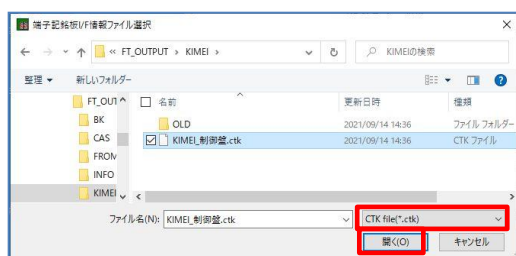 端子記銘板I/F情報ファイル選択
« FT_OUTPUT › KIMEI ›
KIMEIの検索
整理 新しいフォルダー
名前 更新日時 種類
FT_OUT
BK
CAS
FROM
INFO
KIMEI
OLD 2021/09/14 14:36 ファイル フォルダー
KIMEI_制御盤.ctk 2021/09/14 14:36 CTK ファイル
ファイル名(N): KIMEI_制御盤.ctk CTK file(*.ctk)
開く(O) キャンセル